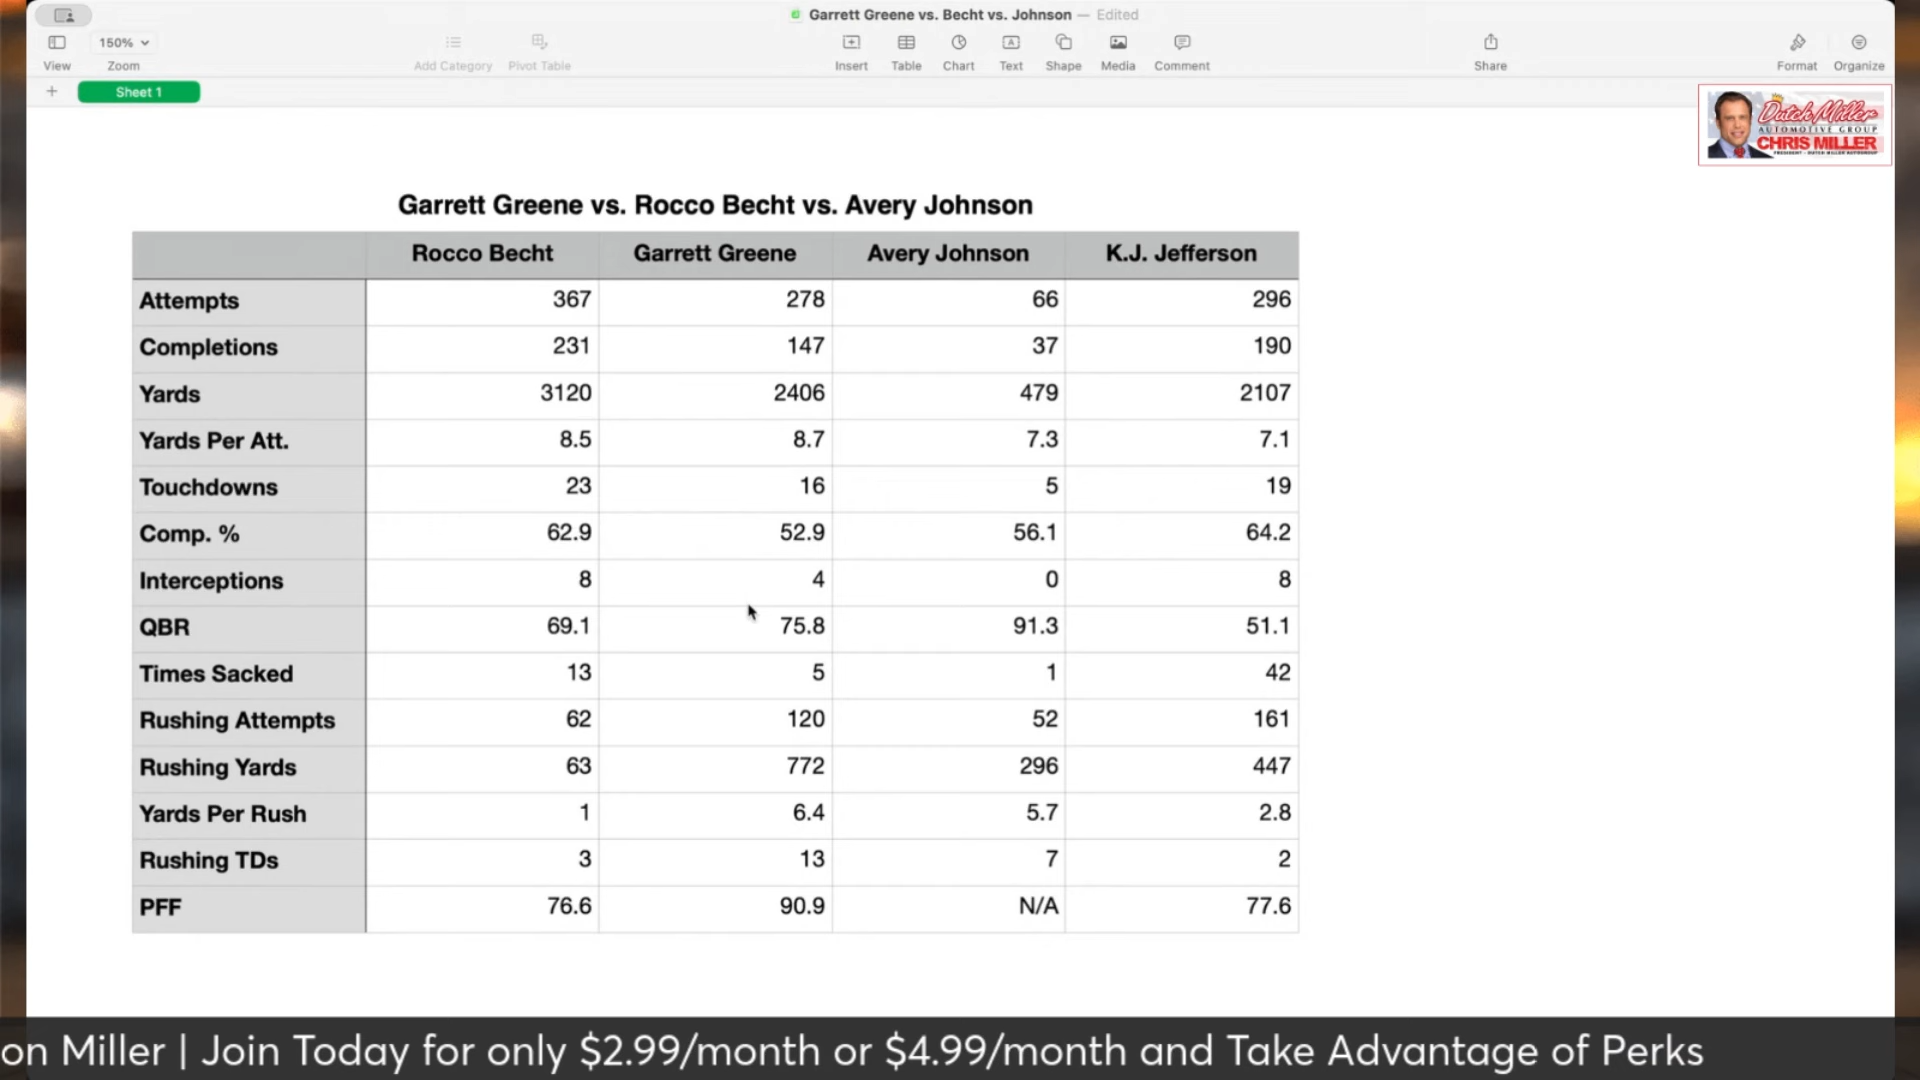 Garrett Greene vs. Becht vs. Johnson — Edited
150%
View Zoom Add Category Pivot Table Insert Table Chart Text Shape Media Comment Share Format Organize
+ Sheet 1
Dutch Miller
AUTOMOTIVE GROUP
CHRIS MILLER
Garrett Greene vs. Rocco Becht vs. Avery Johnson
Rocco Becht Garrett Greene Avery Johnson K.J. Jefferson
Attempts 367 278 66 296
Completions 231 147 37 190
Yards 3120 2406 479 2107
Yards Per Att. 8.5 8.7 7.3 7.1
Touchdowns 23 16 5 19
Comp. % 62.9 52.9 56.1 64.2
Interceptions 8 4 0 8
QBR 69.1 75.8 91.3 51.1
Times Sacked 13 5 1 42
Rushing Attempts 62 120 52 161
Rushing Yards 63 772 296 447
Yards Per Rush 1 6.4 5.7 2.8
Rushing TDs 3 13 7 2
PFF 76.6 90.9 N/A 77.6
on Miller | Join Today for only $2.99/month or $4.99/month and Take Advantage of Perks